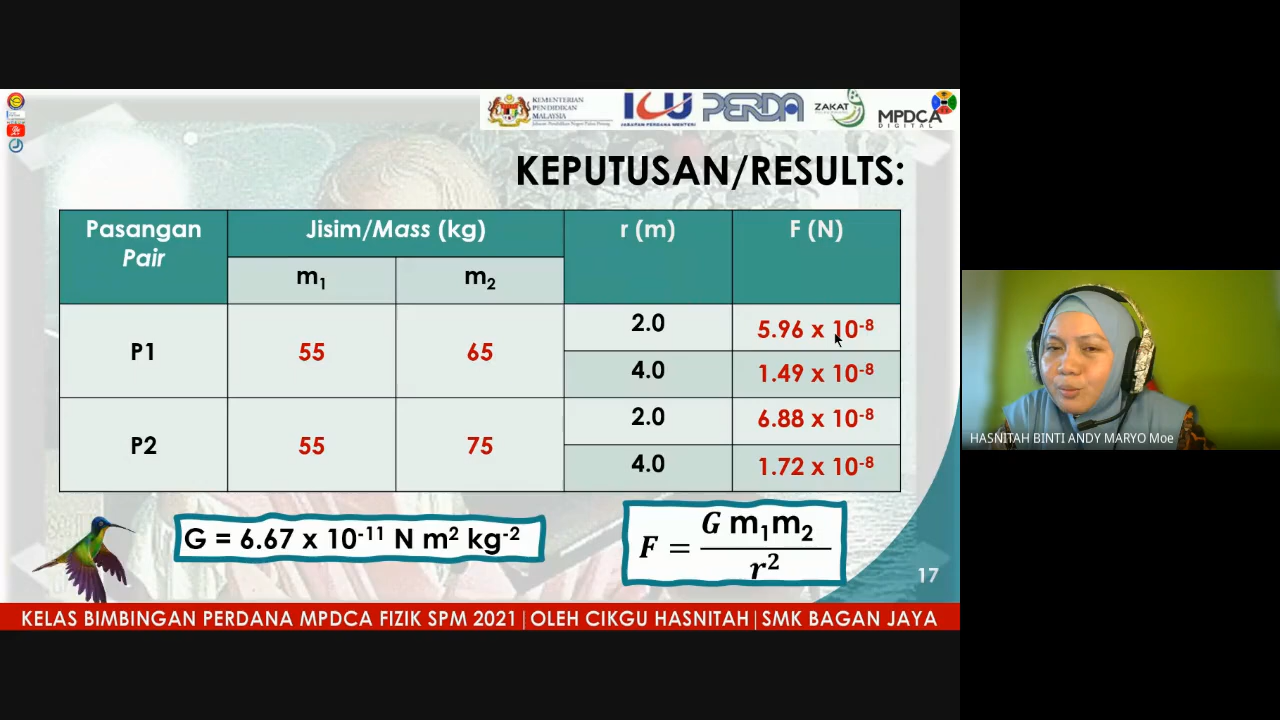 KEMENTERIAN
PENDIDIKAN
MALAYSIA
ICU
JABATAN PERDANA MENTERI
PERDA
ZAKAT
MPDCA
DIGITAL
KEPUTUSAN/RESULTS:
Pasangan
Pair
Jisim/Mass (kg)
r (m)
F (N)
m₁
m₂
P1
55
65
2.0
5.96 x 10⁻⁸
4.0
1.49 x 10⁻⁸
P2
55
75
2.0
6.88 x 10⁻⁸
4.0
1.72 x 10⁻⁸
G = 6.67 x 10⁻¹¹ N m² kg⁻²
F = G m₁m₂ / r²
17
KELAS BIMBINGAN PERDANA MPDCA FIZIK SPM 2021|OLEH CIKGU HASNITAH|SMK BAGAN JAYA
HASNITAH BINTI ANDY MARYO Moe